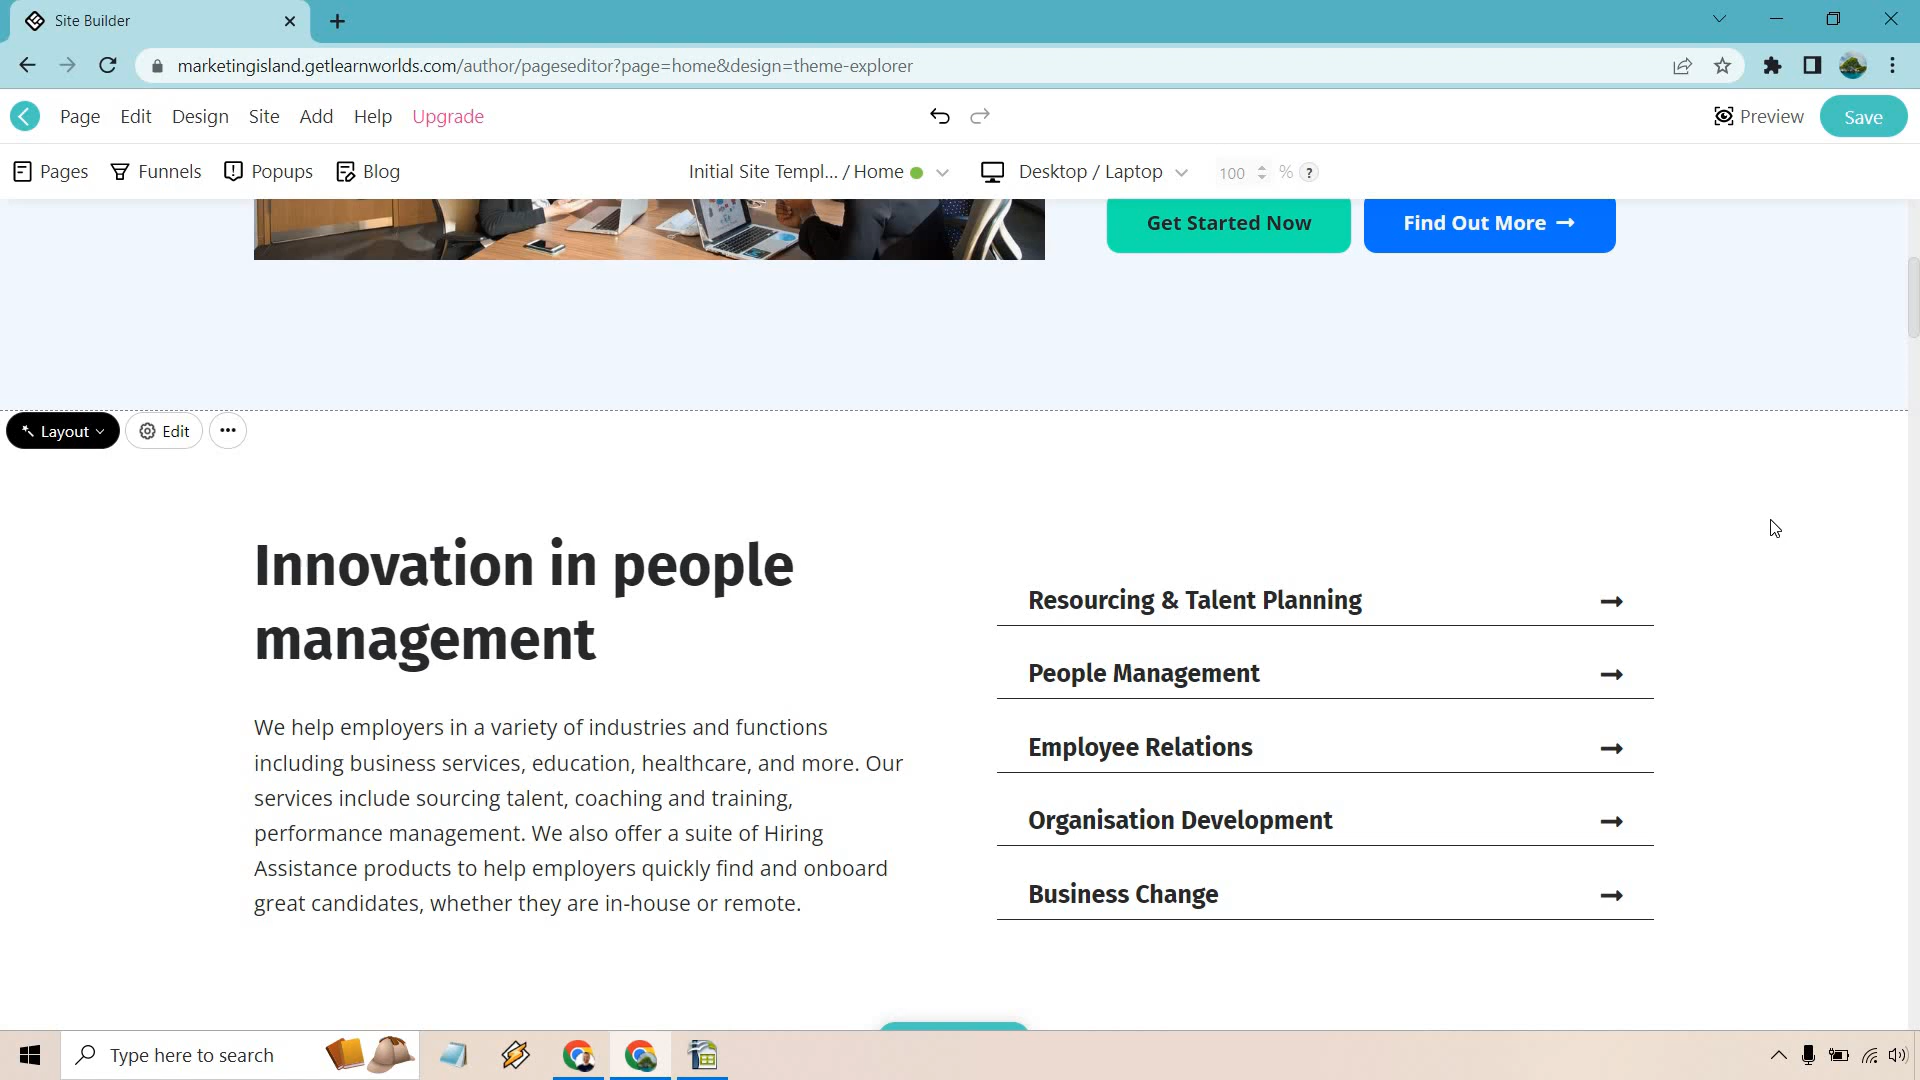 Site Builder
marketingisland.getlearnworlds.com/author/pageseditor?page=home&design=theme-explorer
Page Edit Design Site Add Help Upgrade Preview Save
Pages Funnels Popups Blog Initial Site Templ... / Home Desktop / Laptop 100 % ?
Get Started Now Find Out More →
Layout Edit •••
Innovation in people
management
We help employers in a variety of industries and functions
including business services, education, healthcare, and more. Our
services include sourcing talent, coaching and training,
performance management. We also offer a suite of Hiring
Assistance products to help employers quickly find and onboard
great candidates, whether they are in-house or remote.
Resourcing & Talent Planning →
People Management →
Employee Relations →
Organisation Development →
Business Change →
Type here to search